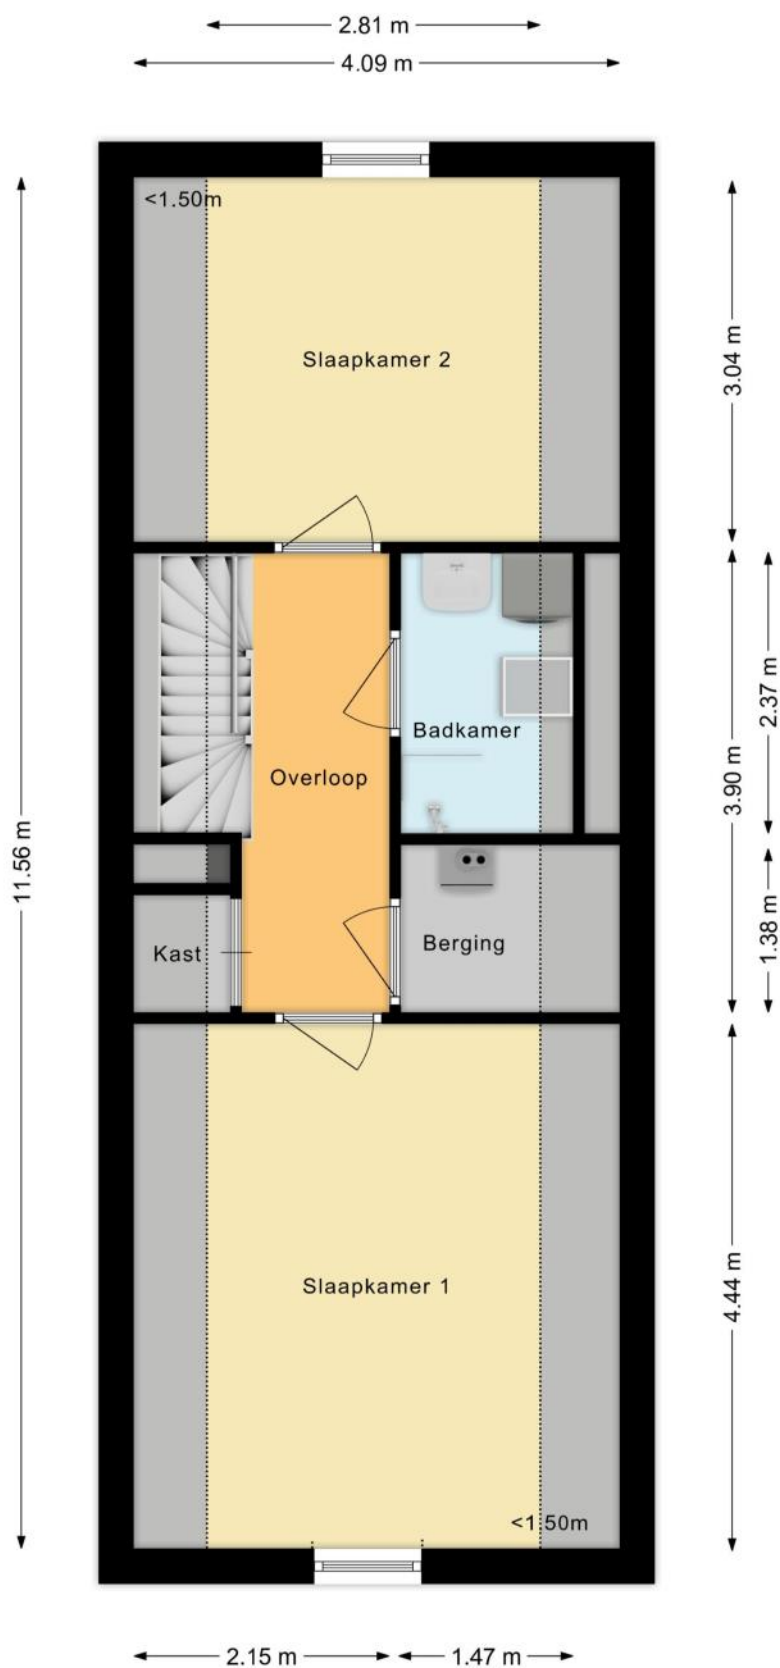 2.81 m
4.09 m
<1.50m
Slaapkamer 2
3.04 m
2.37 m
Badkamer
Overloop
3.90 m
11.56 m
1.38 m
Kast
Berging
4.44 m
Slaapkamer 1
<1.50m
2.15 m
1.47 m